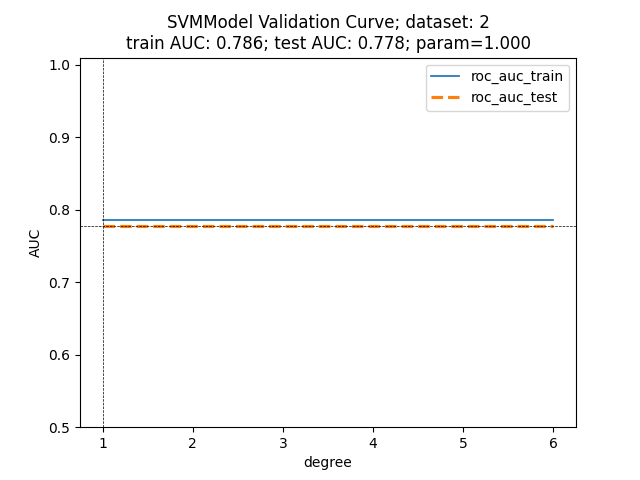 SVMModel Validation Curve; dataset: 2
train AUC: 0.786; test AUC: 0.778; param=1.000
roc_auc_train
roc_auc_test
AUC
1.0
0.9
0.8
0.7
0.6
0.5
1 2 3 4 5 6
degree